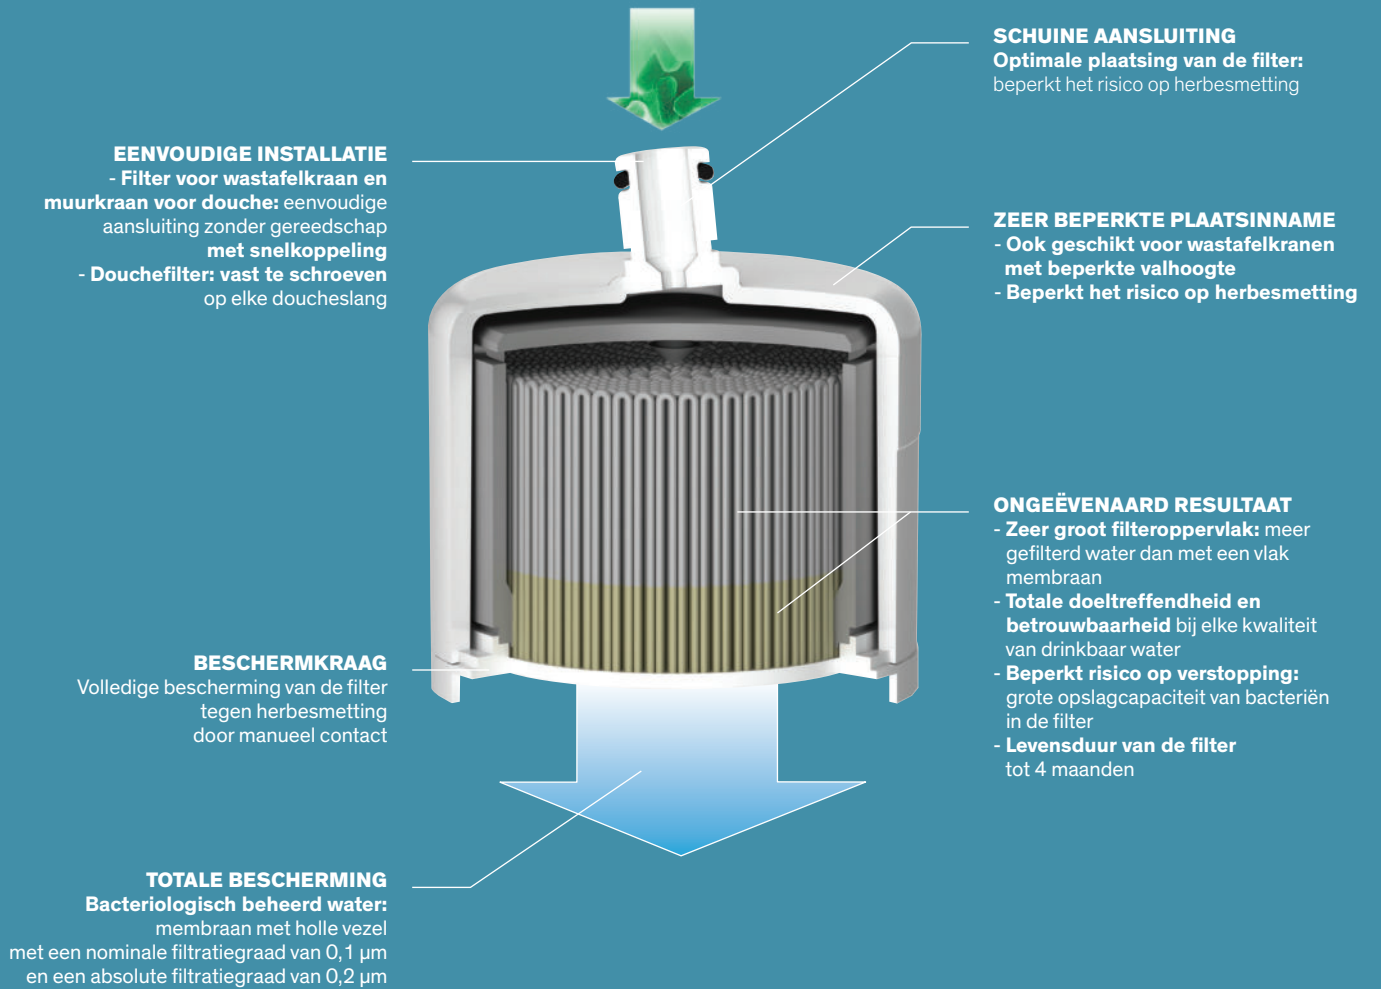 SCHUINE AANSLUITING
Optimale plaatsing van de filter:
beperkt het risico op herbesmetting
EENVOUDIGE INSTALLATIE
- Filter voor wastafelkraan en
muurkraan voor douche: eenvoudige
aansluiting zonder gereedschap
met snelkoppeling
- Douchefilter: vast te schroeven
op elke doucheslang
ZEER BEPERKTE PLAATSINNAME
- Ook geschikt voor wastafelkranen
met beperkte valhoogte
- Beperkt het risico op herbesmetting
ONGEËVENAARD RESULTAAT
- Zeer groot filteroppervlak: meer
gefilterd water dan met een vlak
membraan
- Totale doeltreffendheid en
betrouwbaarheid bij elke kwaliteit
van drinkbaar water
- Beperkt risico op verstopping:
grote opslagcapaciteit van bacteriën
in de filter
- Levensduur van de filter
tot 4 maanden
BESCHERMKRAAG
Volledige bescherming van de filter
tegen herbesmetting
door manueel contact
TOTALE BESCHERMING
Bacteriologisch beheerd water:
membraan met holle vezel
met een nominale filtratiegraad van 0,1 µm
en een absolute filtratiegraad van 0,2 µm